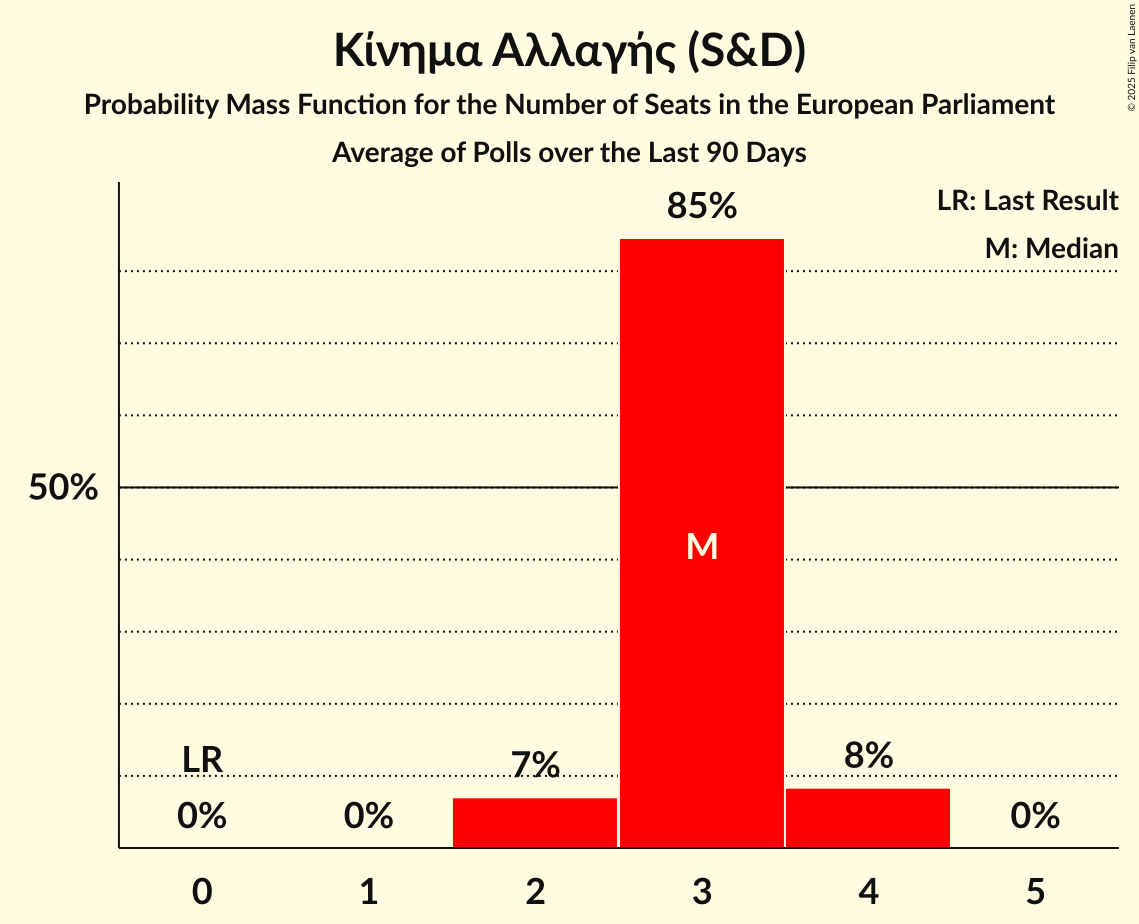 Κίνημα Αλλαγής (S&D)
Probability Mass Function for the Number of Seats in the European Parliament
Average of Polls over the Last 90 Days
© 2025 Filip van Laenen
LR: Last Result
M: Median
85%
50%
M
LR
7%
8%
0%
0%
0%
0 1 2 3 4 5